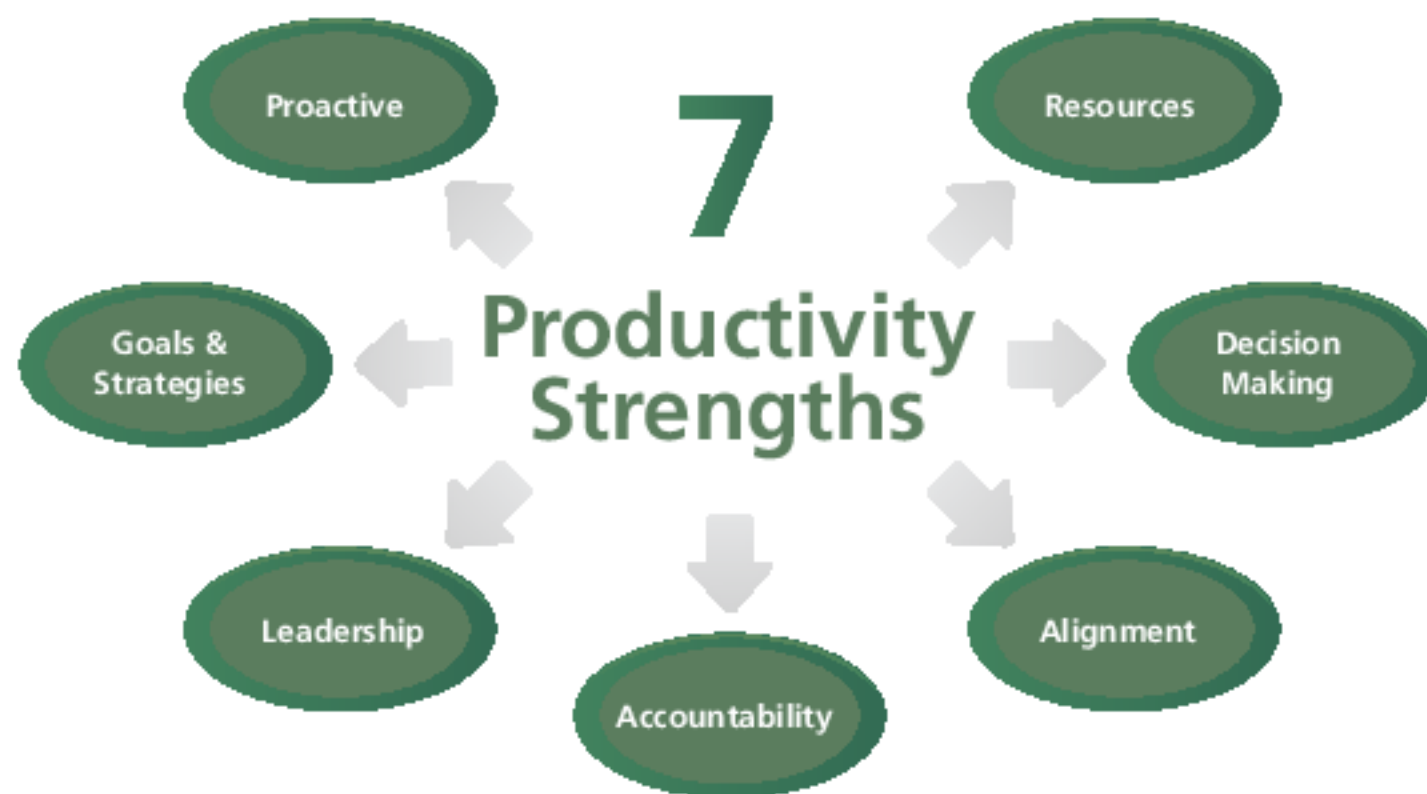 Proactive
7
Resources
Productivity
Strengths
Goals &
Strategies
Decision
Making
Leadership
Alignment
Accountability